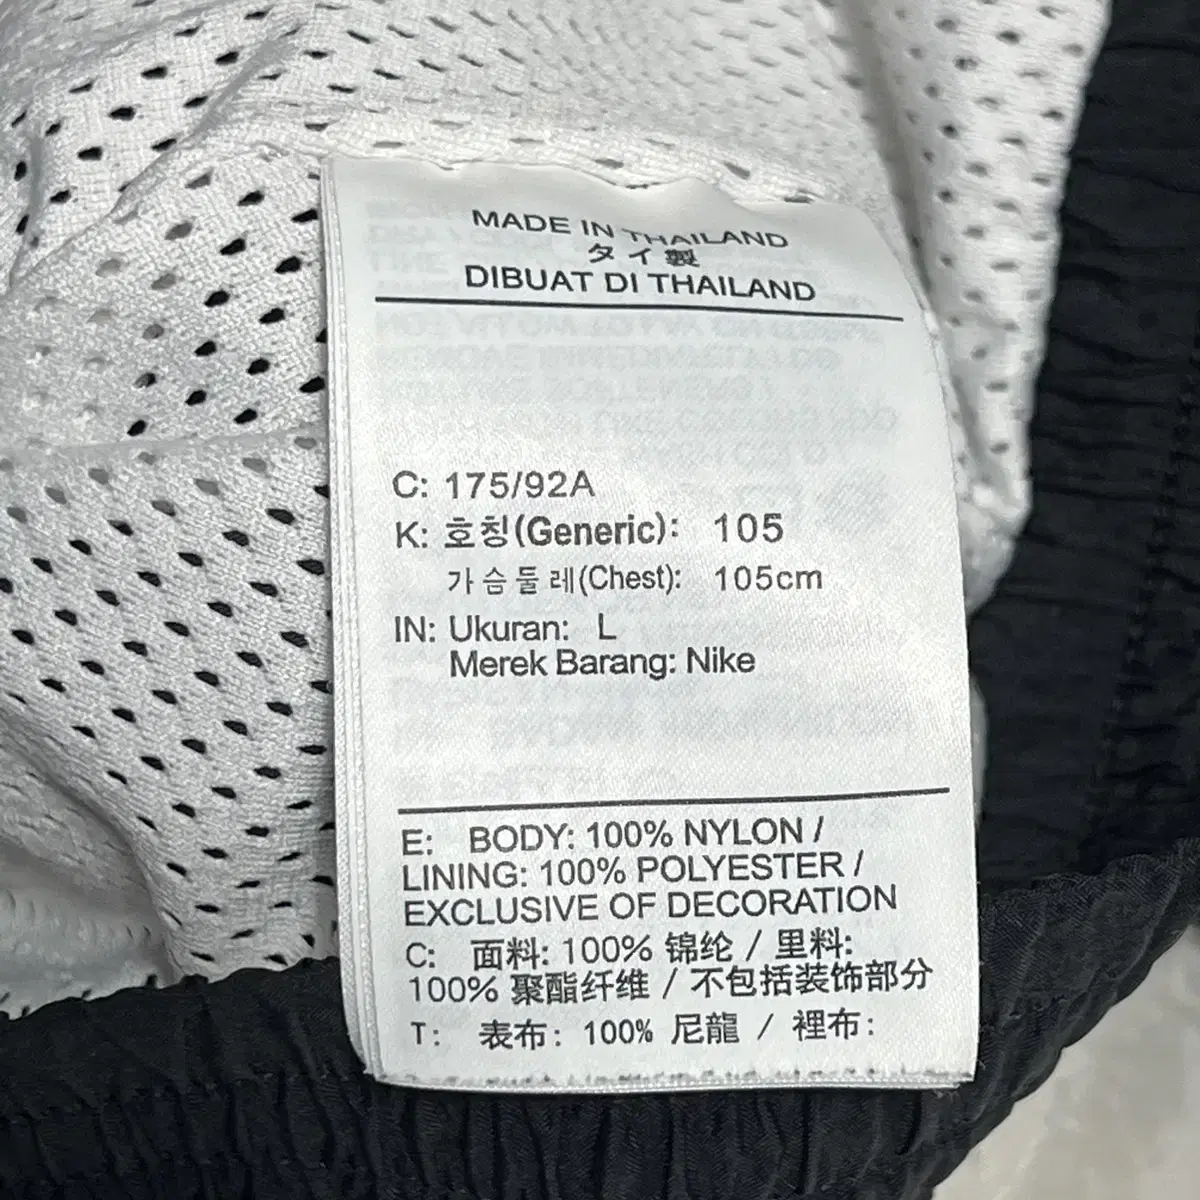 MADE IN THAILAND
タイ製
DIBUAT DI THAILAND
C: 175/92A
K: 호칭(Generic): 105
가슴둘레(Chest): 105cm
IN: Ukuran: L
Merek Barang: Nike
E: BODY: 100% NYLON /
LINING: 100% POLYESTER /
EXCLUSIVE OF DECORATION
C: 面料: 100% 锦纶 / 里料:
100% 聚酯纤维 / 不包括装饰部分
T: 表布: 100% 尼龍 / 裡布: